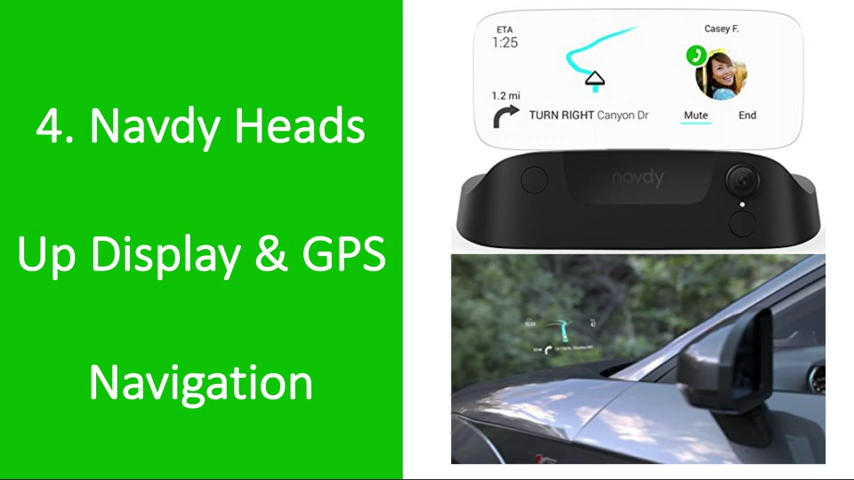 4. Navdy Heads
Up Display & GPS
Navigation
ETA
1:25
Casey F.
1.2 mi
TURN RIGHT Canyon Dr
Mute
End
navdy